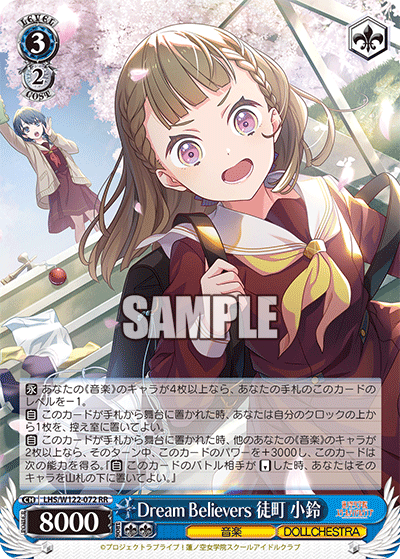 LEVEL
3
2
COST
SAMPLE
永 あなたの《音楽》のキャラが4枚以上なら、あなたの手札のこのカードの
レベルを－1。
自 このカードが手札から舞台に置かれた時、あなたは自分のクロックの上か
ら1枚を、控え室に置いてよい。
自 このカードが手札から舞台に置かれた時、他のあなたの《音楽》のキャラが
2枚以上なら、そのターン中、このカードのパワーを＋3000し、このカード
は次の能力を得る。『自 このカードのバトル相手が した時、あなたはその
キャラを山札の下に置いてよい。』
LHS/W122-072 RR
8000
Dream Believers 徒町 小鈴
音楽
DOLLCHESTRA
©プロジェクトラブライブ！蓮ノ空女学院スクールアイドルクラブ